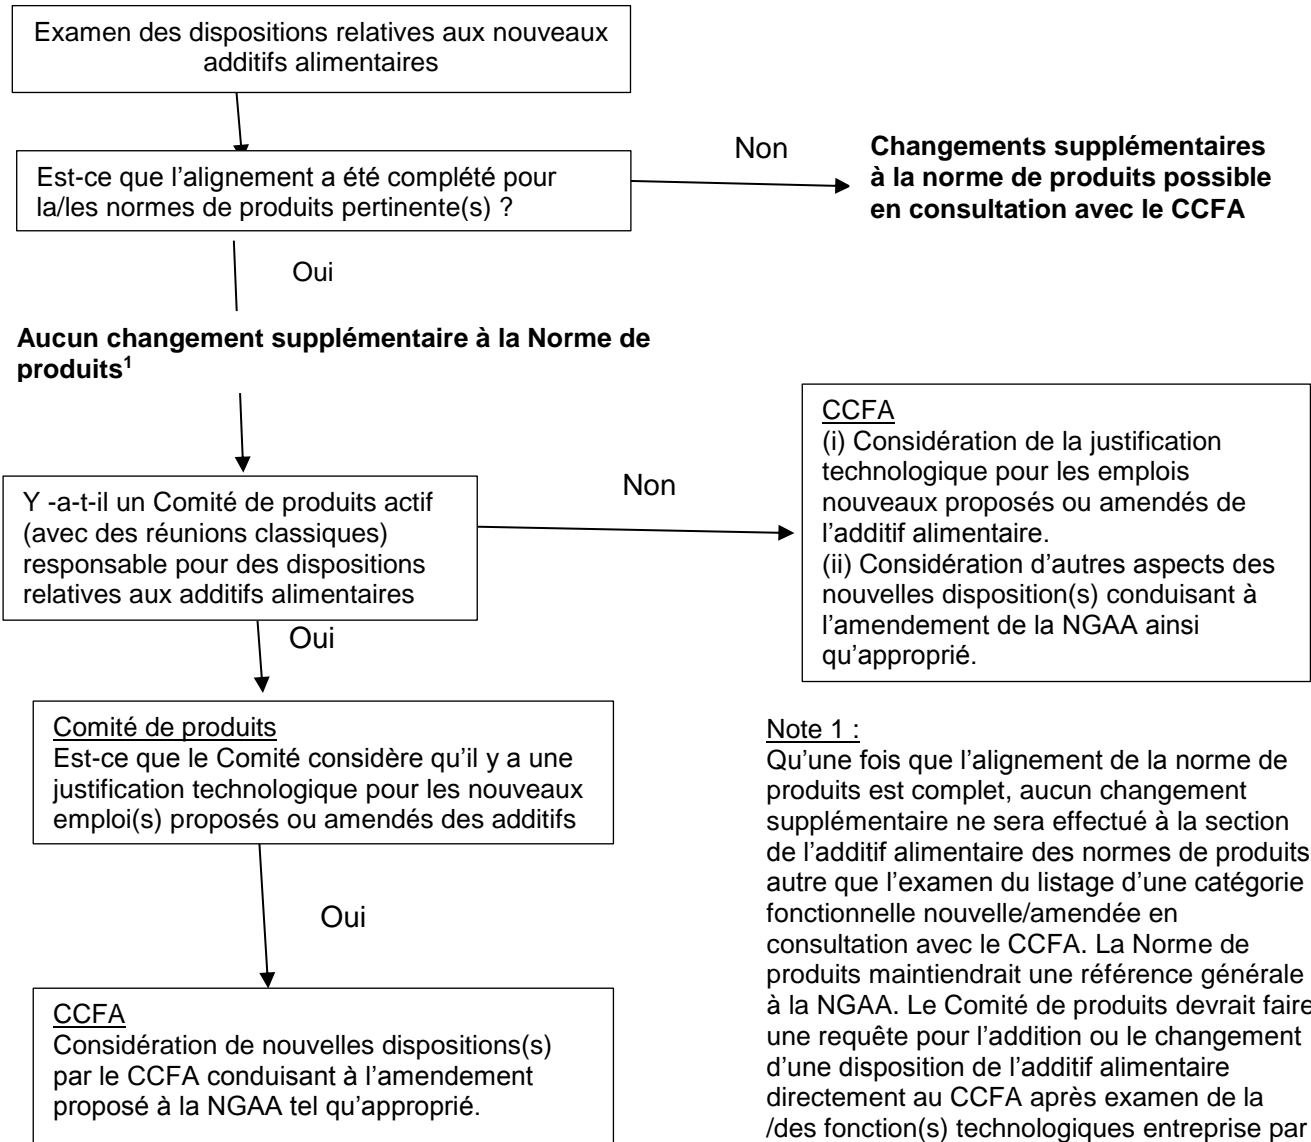 Examen des dispositions relatives aux nouveaux
additifs alimentaires
Est-ce que l’alignement a été complété pour
la/les normes de produits pertinente(s) ?
Non
Changements supplémentaires
à la norme de produits possible
en consultation avec le CCFA
Oui
Aucun changement supplémentaire à la Norme de
produits1
Y -a-t-il un Comité de produits actif
(avec des réunions classiques)
responsable pour des dispositions
relatives aux additifs alimentaires
Non
CCFA
(i) Considération de la justification
technologique pour les emplois
nouveaux proposés ou amendés de
l’additif alimentaire.
(ii) Considération d’autres aspects des
nouvelles disposition(s) conduisant à
l’amendement de la NGAA ainsi
qu’approprié.
Oui
Comité de produits
Est-ce que le Comité considère qu’il y a une
justification technologique pour les nouveaux
emploi(s) proposés ou amendés des additifs
Oui
CCFA
Considération de nouvelles dispositions(s)
par le CCFA conduisant à l’amendement
proposé à la NGAA tel qu’approprié.
Note 1 :
Qu’une fois que l’alignement de la norme de
produits est complet, aucun changement
supplémentaire ne sera effectué à la section
de l’additif alimentaire des normes de produits
autre que l’examen du listage d’une catégorie
fonctionnelle nouvelle/amendée en
consultation avec le CCFA. La Norme de
produits maintiendrait une référence générale
à la NGAA. Le Comité de produits devrait faire
une requête pour l’addition ou le changement
d’une disposition de l’additif alimentaire
directement au CCFA après examen de la
/des fonction(s) technologiques entreprise par